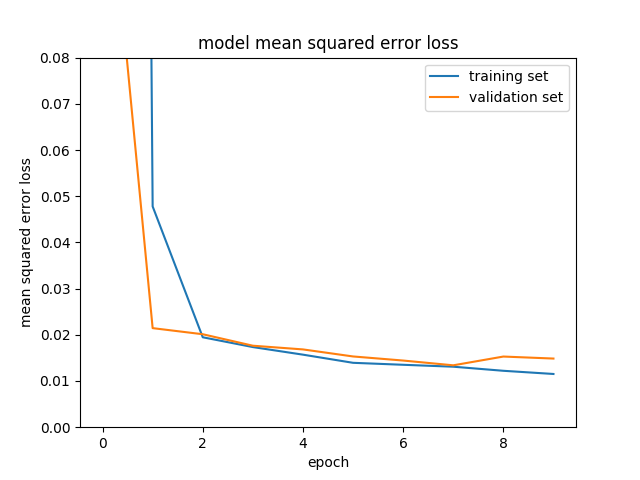 model mean squared error loss
training set
validation set
mean squared error loss
0.08
0.07
0.06
0.05
0.04
0.03
0.02
0.01
0.00
0 2 4 6 8
epoch